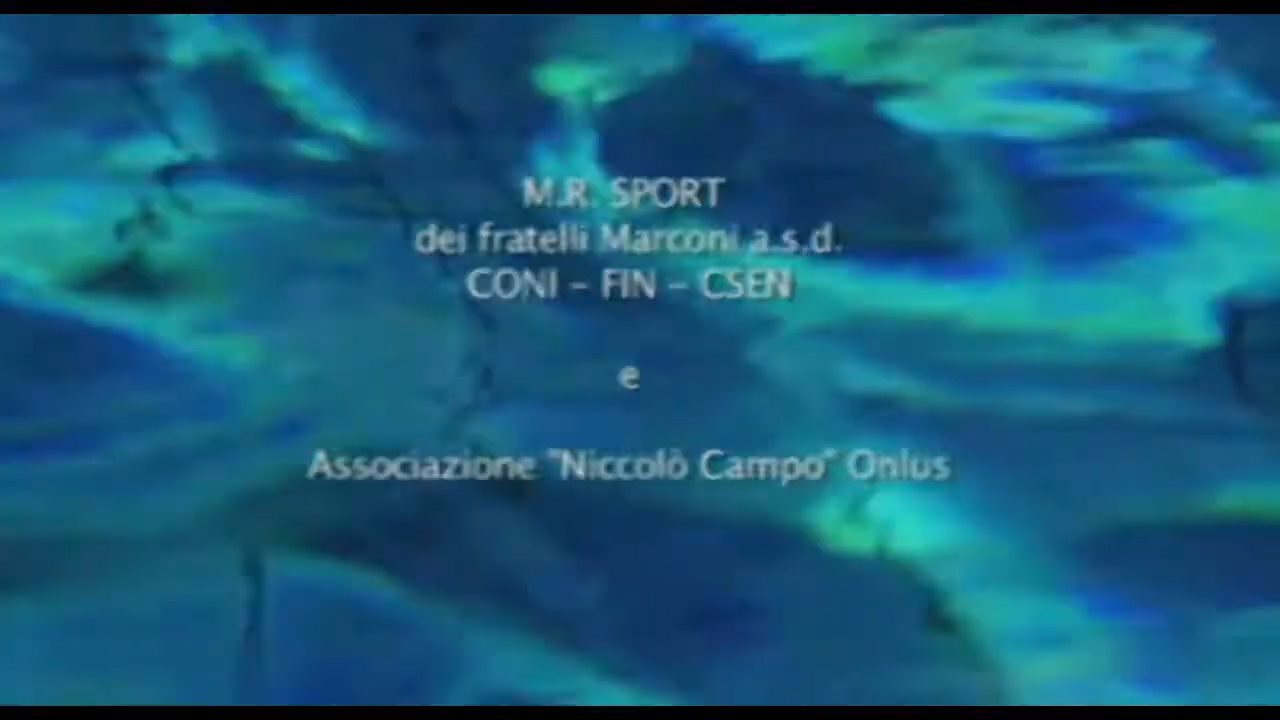 M.R. SPORT
dei fratelli Marconi a.s.d.
CONI - FIN - CSEN
e
Associazione "Niccolò Campo" Onlus